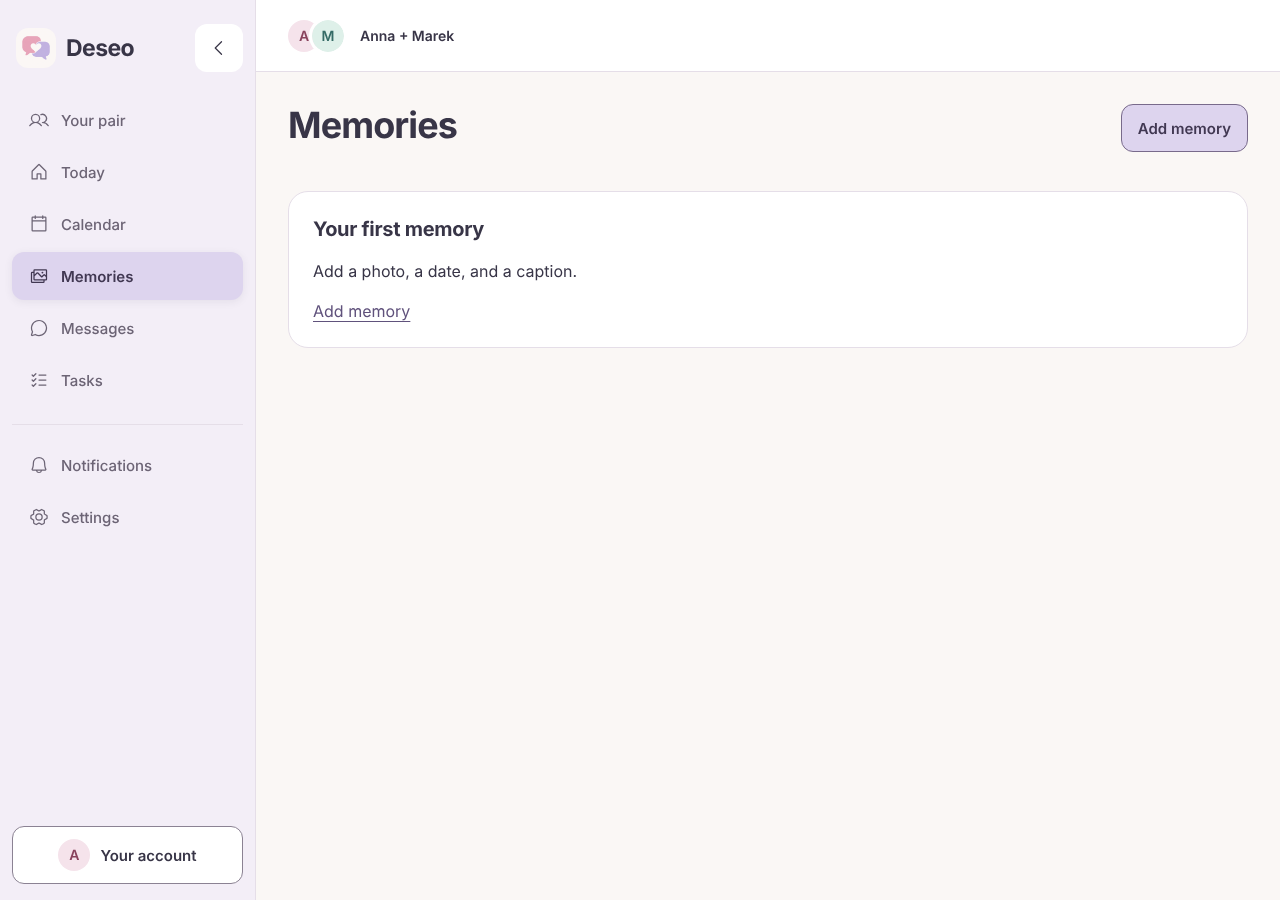 Deseo
Your pair
Today
Calendar
Memories
Messages
Tasks
Notifications
Settings
A Your account
A M Anna + Marek
Memories
Add memory
Your first memory
Add a photo, a date, and a caption.
Add memory